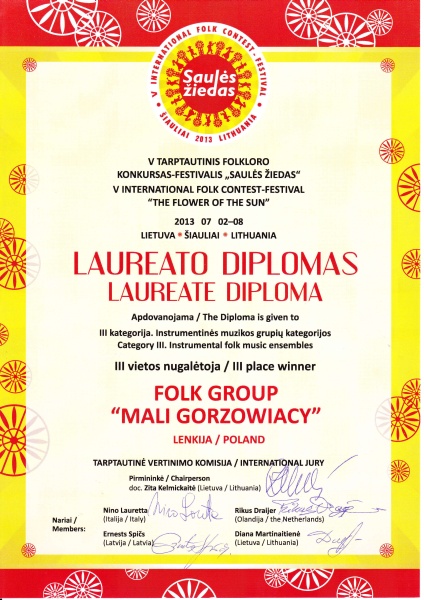 V INTERNATIONAL FOLK CONTEST-FESTIVAL
Saulės
žiedas
ŠIAULIAI 2013 LITHUANIA
V TARPTAUTINIS FOLKLORO
KONKURSAS-FESTIVALIS „SAULĖS ŽIEDAS“
V INTERNATIONAL FOLK CONTEST-FESTIVAL
“THE FLOWER OF THE SUN”
2013 07 02–08
LIETUVA * ŠIAULIAI * LITHUANIA
LAUREATO DIPLOMAS
LAUREATE DIPLOMA
Apdovanojama / The Diploma is given to
III kategorija. Instrumentinės muzikos grupių kategorijos
Category III. Instrumental folk music ensembles
III vietos nugalėtoja / III place winner
FOLK GROUP
“MALI GORZOWIACY”
LENKIJA / POLAND
TARPTAUTINĖ VERTINIMO KOMISIJA / INTERNATIONAL JURY
Pirmininkė / Chairperson
doc. Zita Kelmickaitė (Lietuva / Lithuania)
Nariai /
Members:
Nino Lauretta
(Italija / Italy)
Rikus Draijer
(Olandija / the Netherlands)
Ernests Spičs
(Latvija / Latvia)
Diana Martinaitienė
(Lietuva / Lithuania)